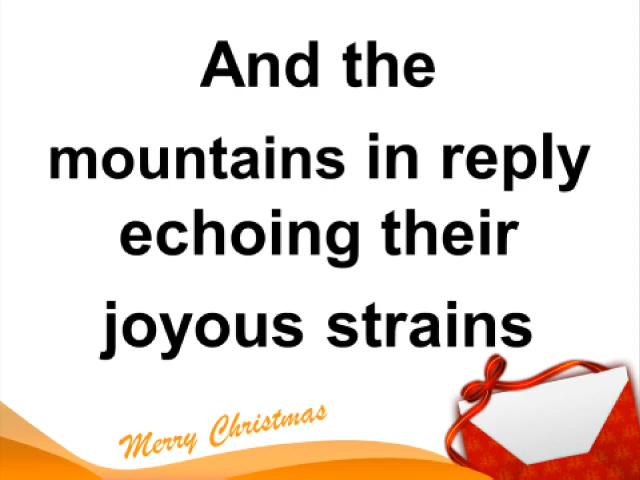 And the
mountains in reply
echoing their
joyous strains
Merry Christmas